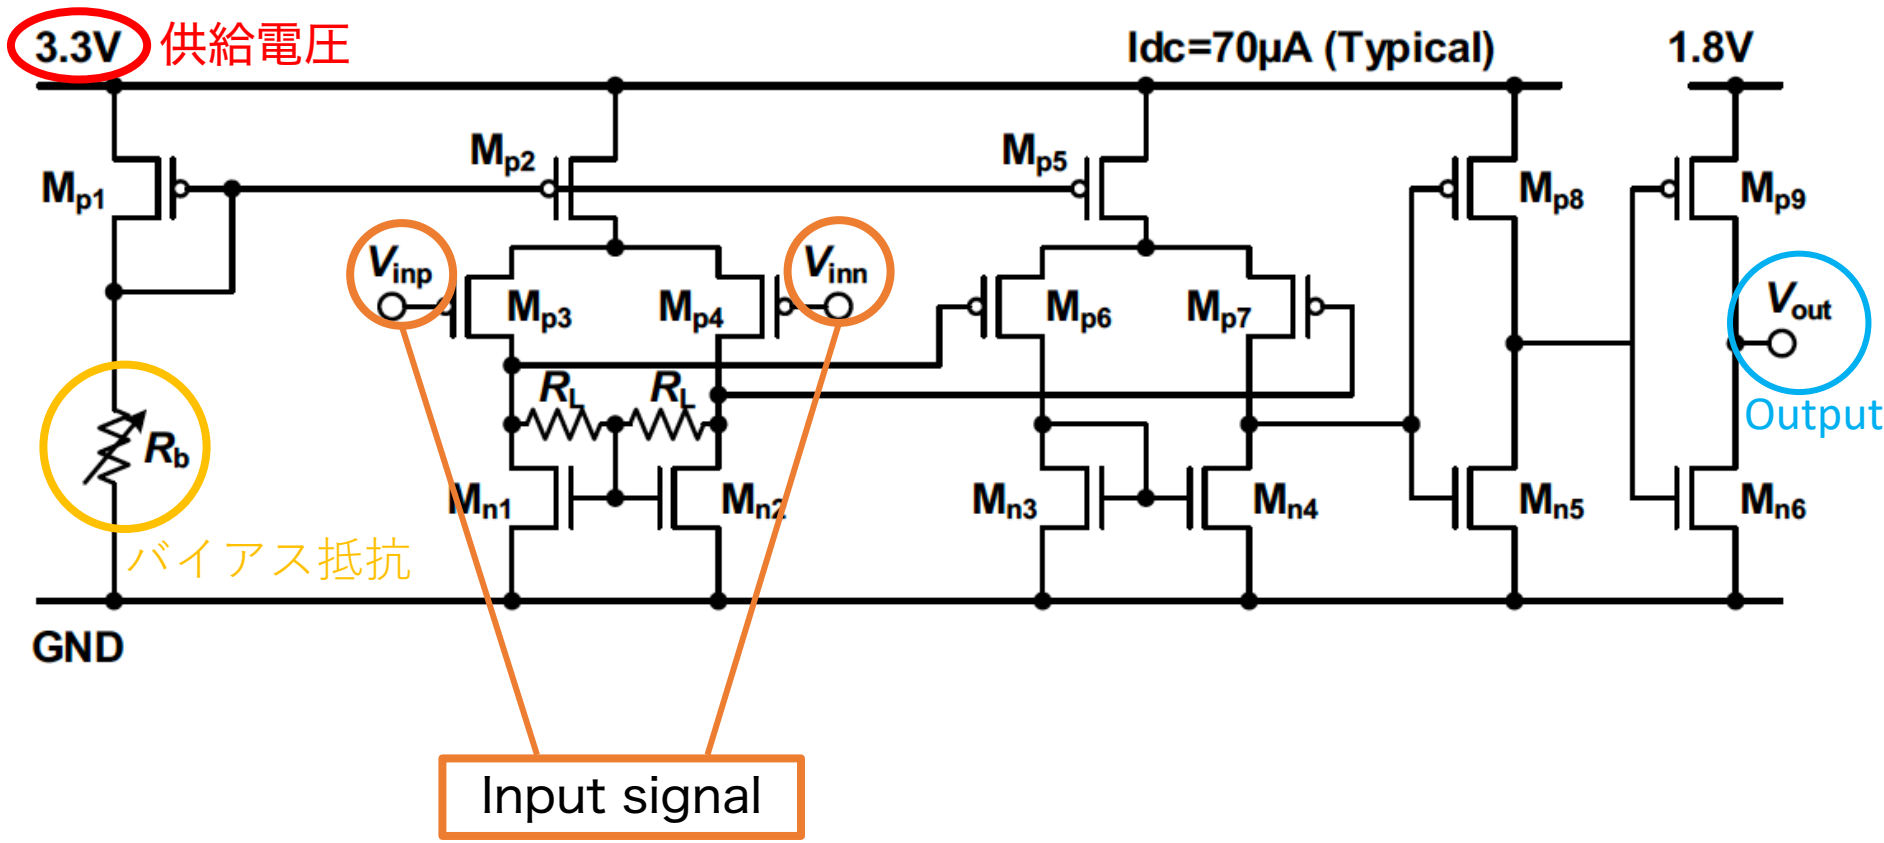 3.3V 供給電圧
Idc=70μA (Typical)
1.8V
Mp1
Mp2
Mp5
Mp8
Mp9
Vinp
Vinn
Mp3
Mp4
Mp6
Mp7
Vout
Output
RL
RL
Rb
Mn1
Mn2
Mn3
Mn4
Mn5
Mn6
バイアス抵抗
GND
Input signal